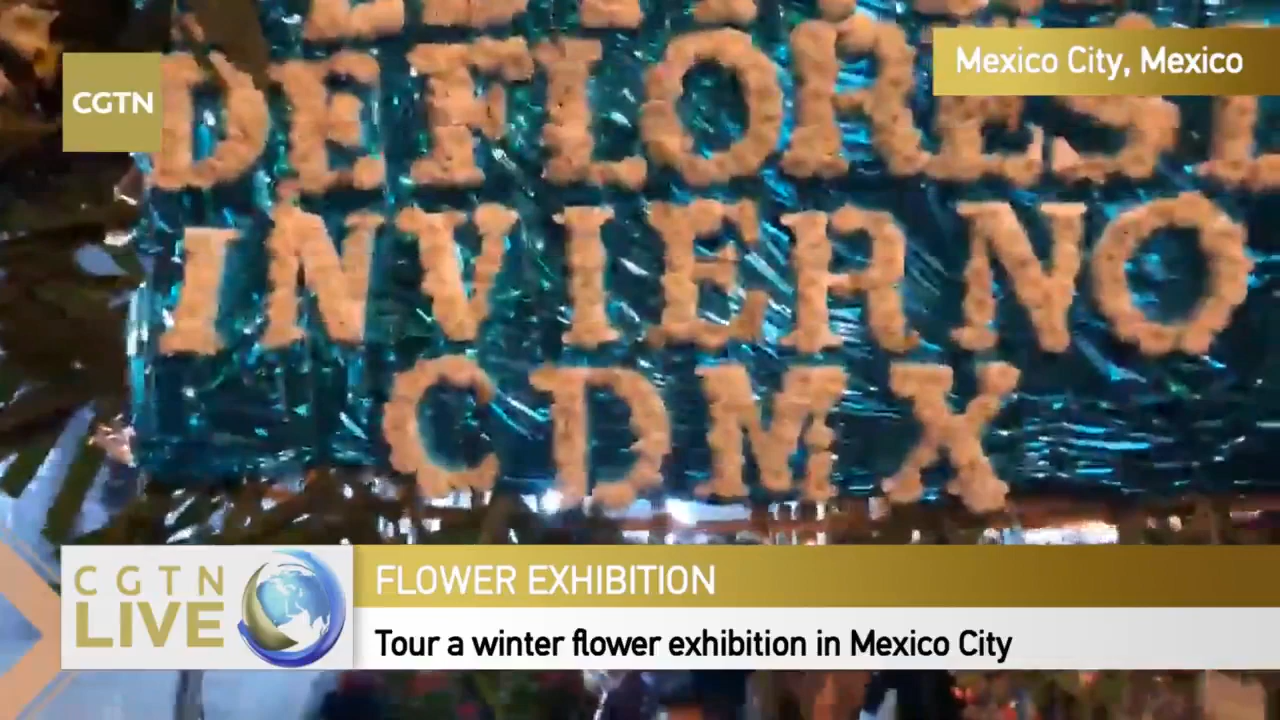 Mexico City, Mexico
CGTN
DE FLORES
INVIERNO
CDMX
CGTN
LIVE
FLOWER EXHIBITION
Tour a winter flower exhibition in Mexico City